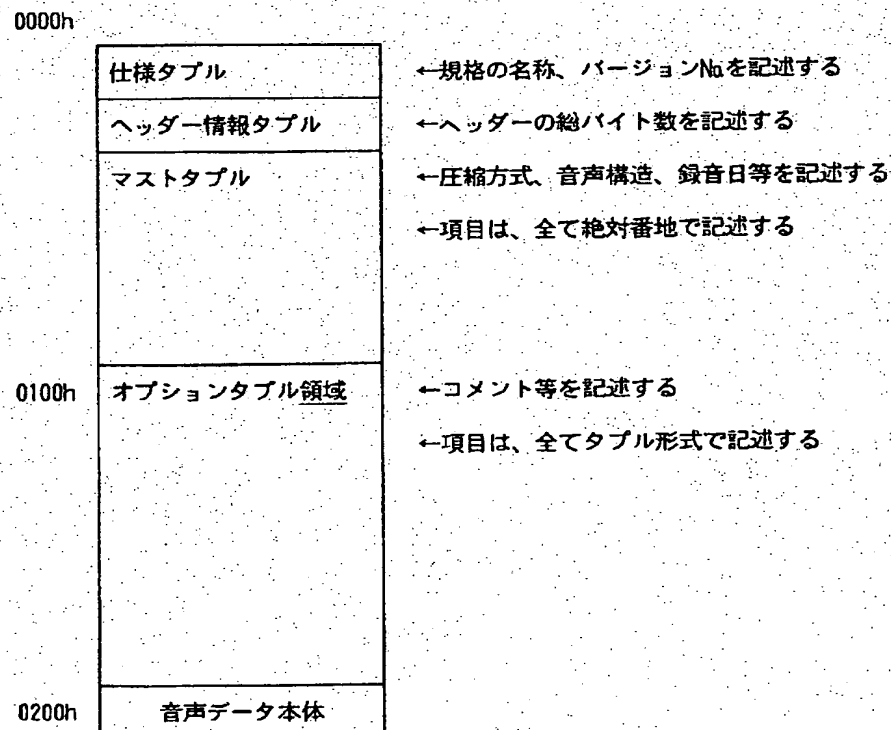 0000h
仕様タプル ←規格の名称、バージョン№を記述する
ヘッダー情報タプル ←ヘッダーの総バイト数を記述する
マストタプル ←圧縮方式、音声構造、録音日等を記述する
←項目は、全て絶対番地で記述する
0100h オプションタプル領域 ←コメント等を記述する
←項目は、全てタプル形式で記述する
0200h 音声データ本体